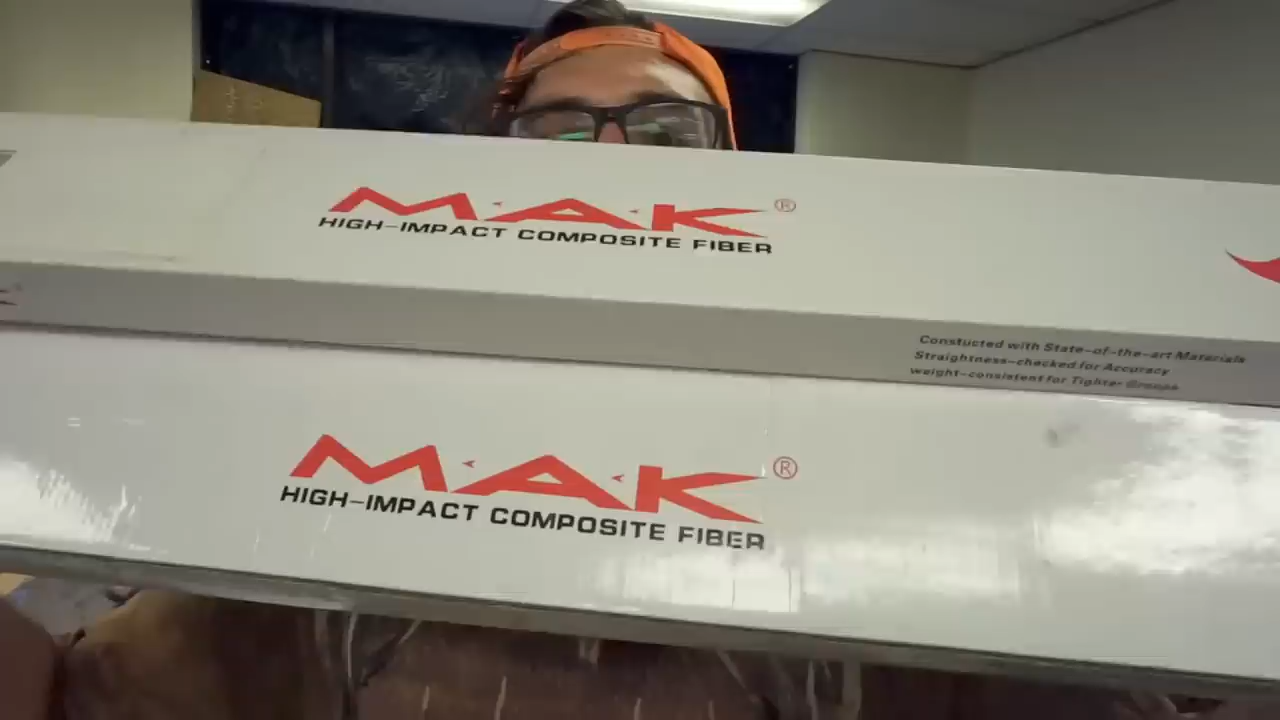 M.A.K®
HIGH-IMPACT COMPOSITE FIBER
Constucted with State-of-the-art Materials
Straightness-checked for Accuracy
weight-consistent for Tighter Groups
M.A.K®
HIGH-IMPACT COMPOSITE FIBER